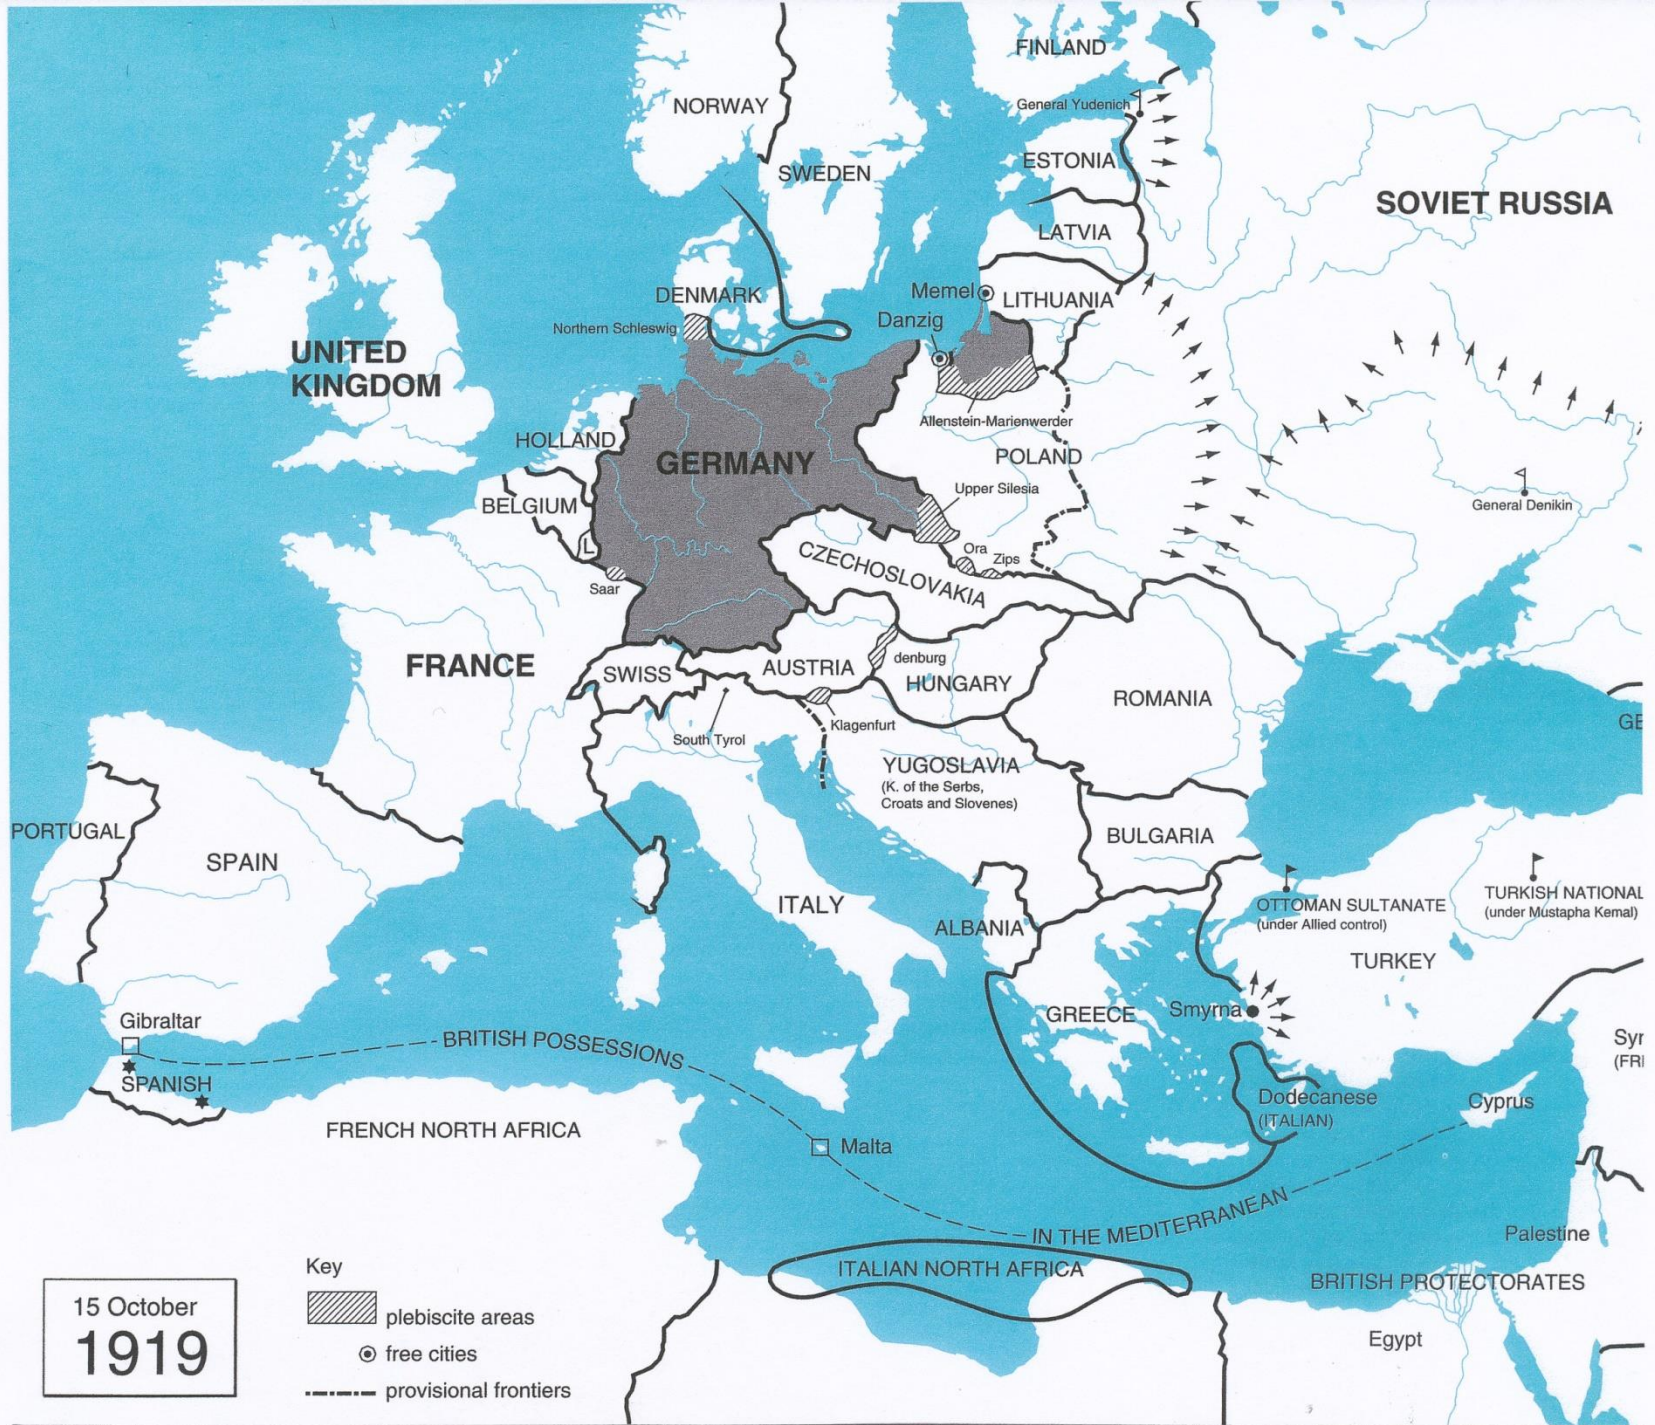 FINLAND
NORWAY
General Yudenich
ESTONIA
SWEDEN
SOVIET RUSSIA
LATVIA
DENMARK
Memel
LITHUANIA
Danzig
Northern Schleswig
UNITED
KINGDOM
Allenstein-Marienwerder
HOLLAND
GERMANY
POLAND
Upper Silesia
BELGIUM
General Denikin
L
CZECHOSLOVAKIA
Ora
Zips
Saar
FRANCE
SWISS
AUSTRIA
denburg
HUNGARY
ROMANIA
GE
South Tyrol
Klagenfurt
YUGOSLAVIA
(K. of the Serbs,
Croats and Slovenes)
PORTUGAL
SPAIN
BULGARIA
ITALY
OTTOMAN SULTANATE
(under Allied control)
TURKISH NATIONAL
(under Mustapha Kemal)
ALBANIA
TURKEY
GREECE
Smyrna
Gibraltar
BRITISH POSSESSIONS
Syr
(FR
SPANISH
Dodecanese
(ITALIAN)
Cyprus
FRENCH NORTH AFRICA
Malta
IN THE MEDITERRANEAN
Palestine
ITALIAN NORTH AFRICA
BRITISH PROTECTORATES
Egypt
Key
plebiscite areas
free cities
provisional frontiers
15 October
1919